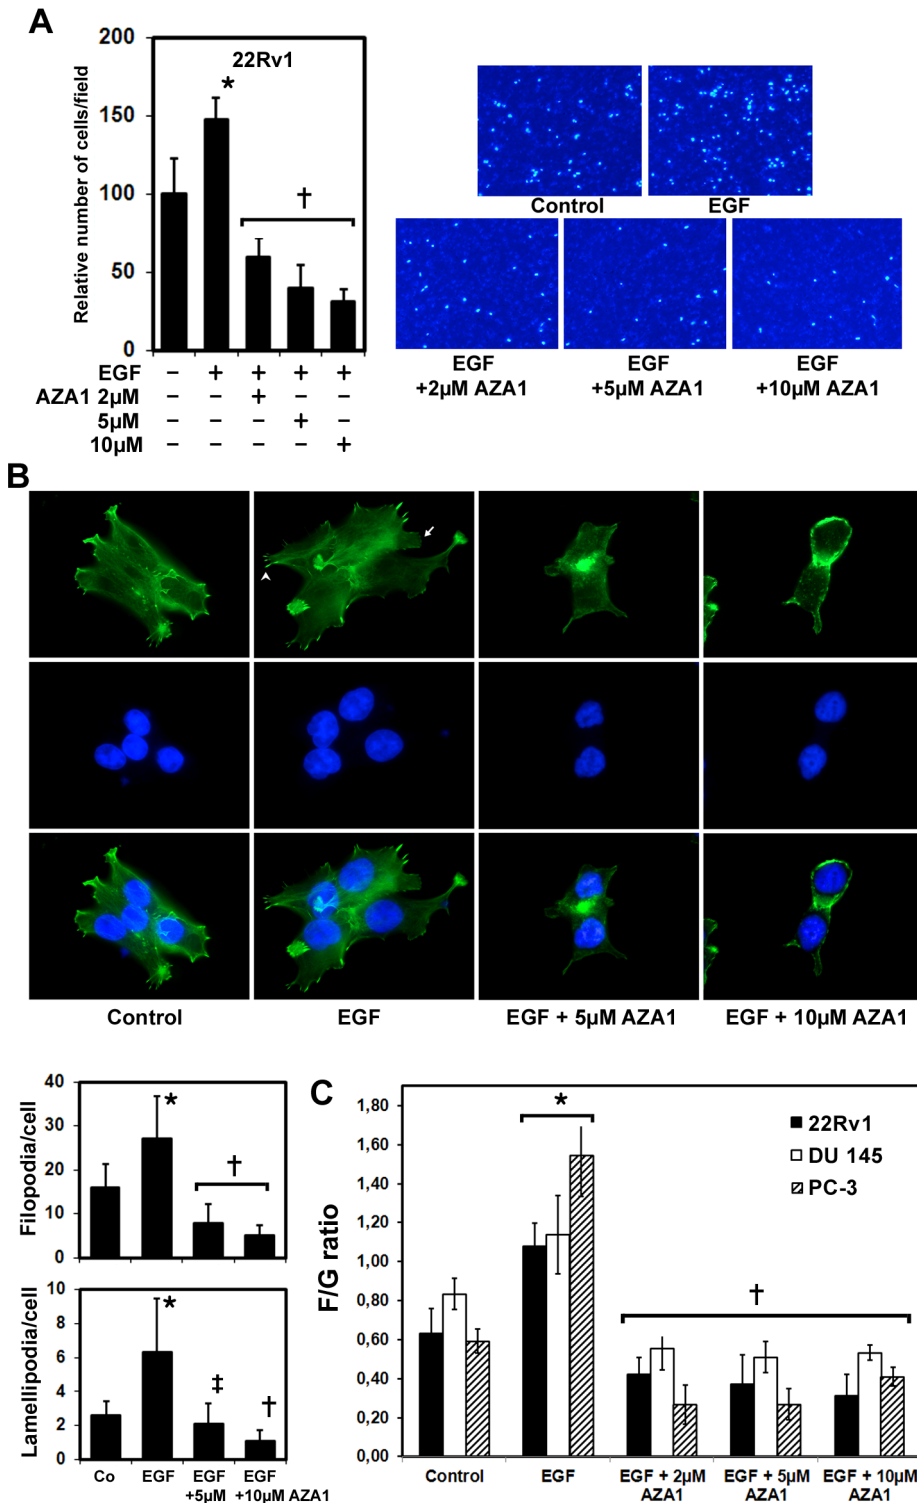 A
200
150
100
50
0
Relative number of cells/field
22Rv1
*
†
EGF – + + + +
AZA1 2µM – – + – –
5µM – – – + –
10µM – – – – +
Control EGF
EGF +2µM AZA1
EGF +5µM AZA1
EGF +10µM AZA1
B
Control EGF EGF + 5µM AZA1 EGF + 10µM AZA1
Filopodia/cell
40
30
20
10
0
*
†
Lamellipodia/cell
10
8
6
4
2
0
*
‡
†
Co EGF EGF EGF
+5µM +10µM AZA1
C
F/G ratio
1,80
1,60
1,40
1,20
1,00
0,80
0,60
0,40
0,20
0,00
*
†
22Rv1
DU 145
PC-3
Control EGF EGF + 2µM EGF + 5µM EGF + 10µM
AZA1 AZA1 AZA1